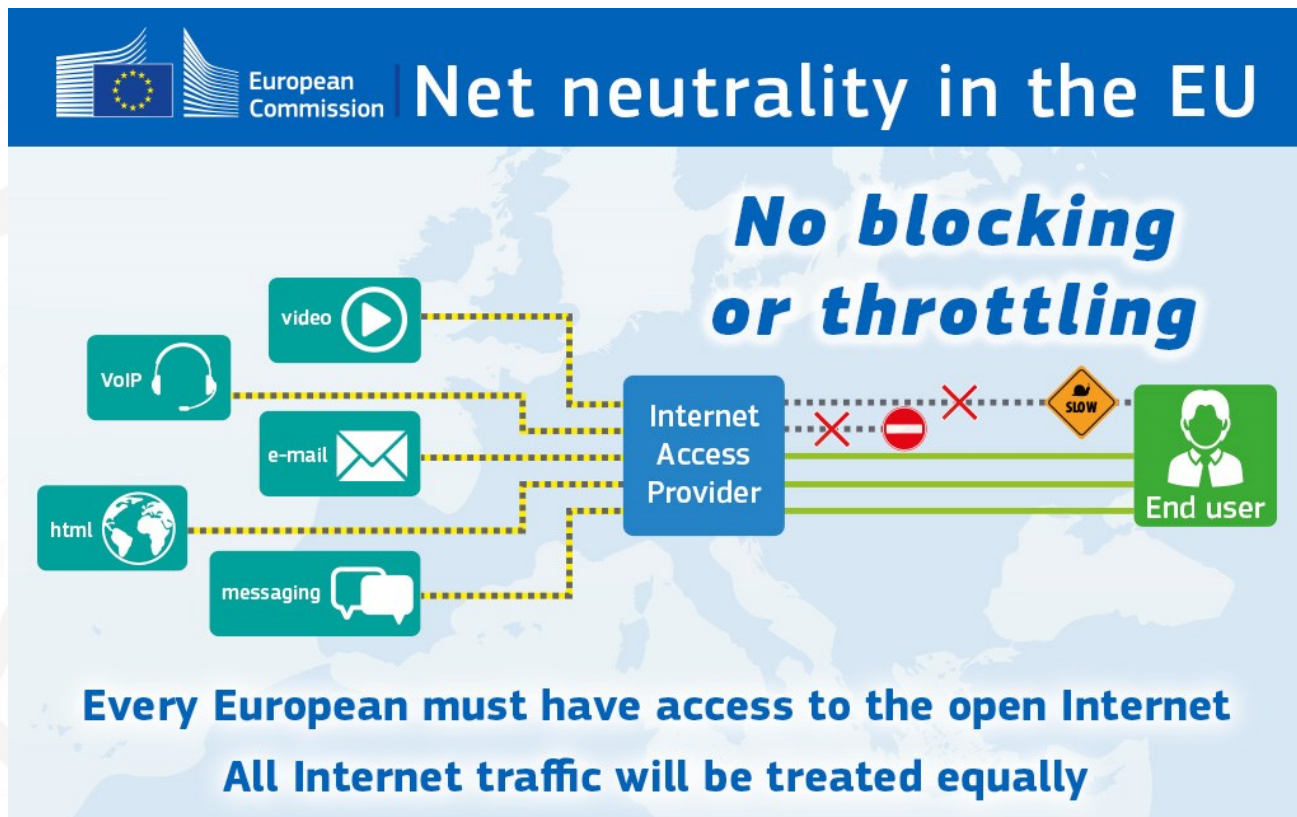 European
Commission
Net neutrality in the EU
No blocking
or throttling
video
VoIP
e-mail
html
messaging
Internet
Access
Provider
SLOW
End user
Every European must have access to the open Internet
All Internet traffic will be treated equally